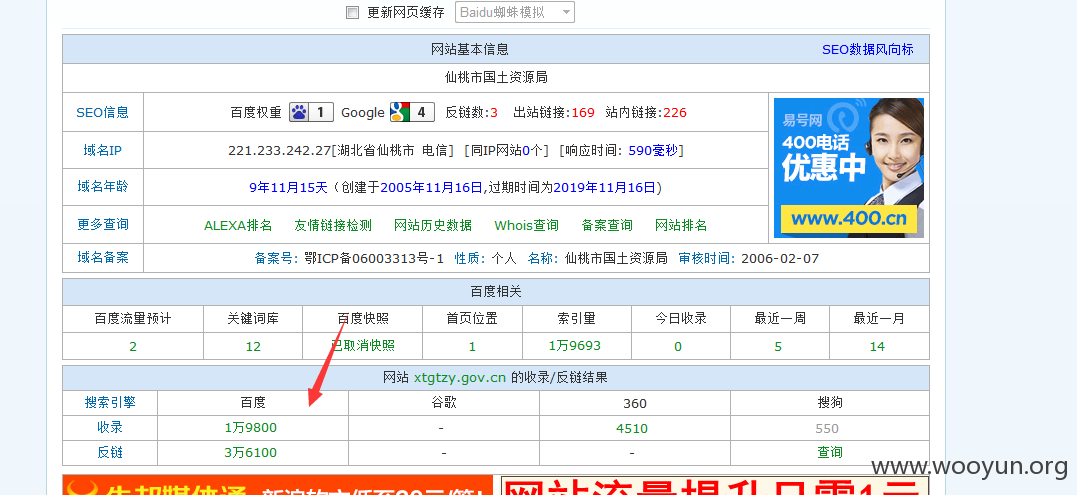 更新网页缓存 Baidu蜘蛛模拟
网站基本信息 SEO数据风向标
仙桃市国土资源局
SEO信息 百度权重 1 Google 4 反链数:3 出站链接:169 站内链接:226
域名IP 221.233.242.27[湖北省仙桃市 电信] [同IP网站0个] [响应时间: 590毫秒]
域名年龄 9年11月15天 (创建于2005年11月16日,过期时间为2019年11月16日)
更多查询 ALEXA排名 友情链接检测 网站历史数据 Whois查询 备案查询 网站排名
易号网
400电话
优惠中
www.400.cn
域名备案 备案号: 鄂ICP备06003313号-1 性质: 个人 名称: 仙桃市国土资源局 审核时间: 2006-02-07
百度相关
百度流量预计 关键词库 百度快照 首页位置 索引量 今日收录 最近一周 最近一月
2 12 已取消快照 1 1万9693 0 5 14
网站 xtgtzy.gov.cn 的收录/反链结果
搜索引擎 百度 谷歌 360 搜狗
收录 1万9800 - 4510 550
反链 3万6100 - - 查询
www.wooyun.org
网站流量提升只需1元